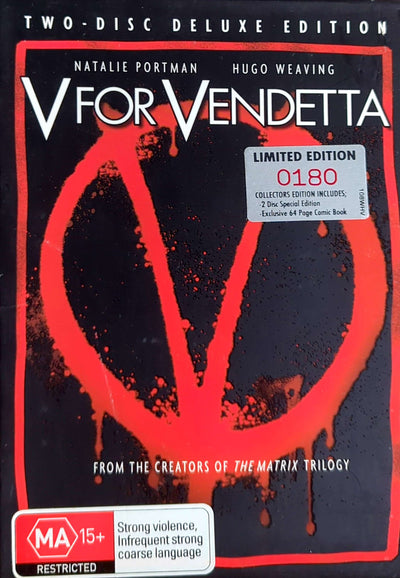 TWO-DISC DELUXE EDITION
NATALIE PORTMAN HUGO WEAVING
V FOR VENDETTA
LIMITED EDITION
0180
COLLECTORS EDITION INCLUDES;
-2 Disc Special Edition
-Exclusive 64 Page Comic Book
108WHV
FROM THE CREATORS OF THE MATRIX TRILOGY
MA 15+
RESTRICTED
Strong violence,
Infrequent strong
coarse language